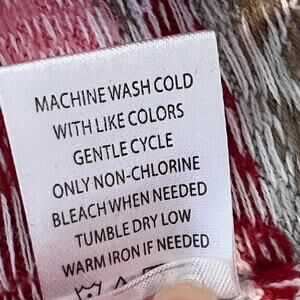 MACHINE WASH COLD
WITH LIKE COLORS
GENTLE CYCLE
ONLY NON-CHLORINE
BLEACH WHEN NEEDED
TUMBLE DRY LOW
WARM IRON IF NEEDED